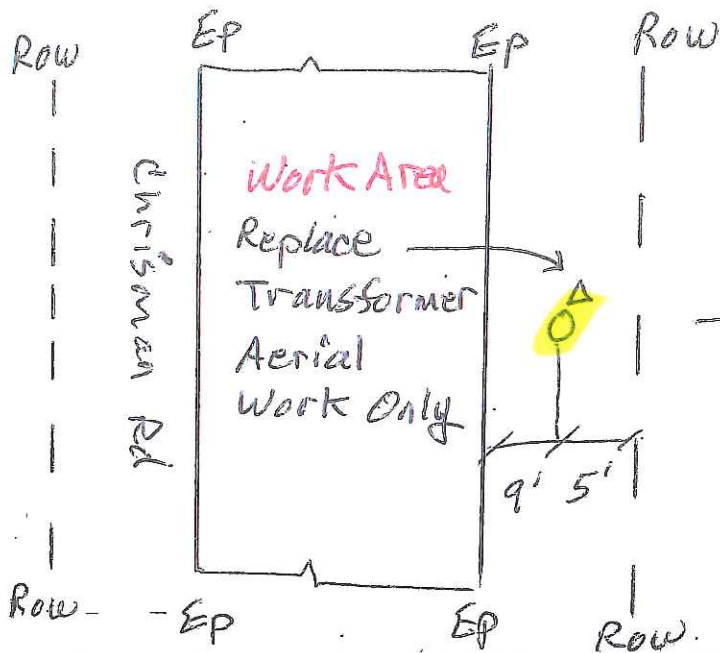 Row
Ep
Ep
Row
Chrisman Rd
Work Area
Replace
Transformer
Aerial
Work Only
9' 5'
Row
Ep
Ep
Row